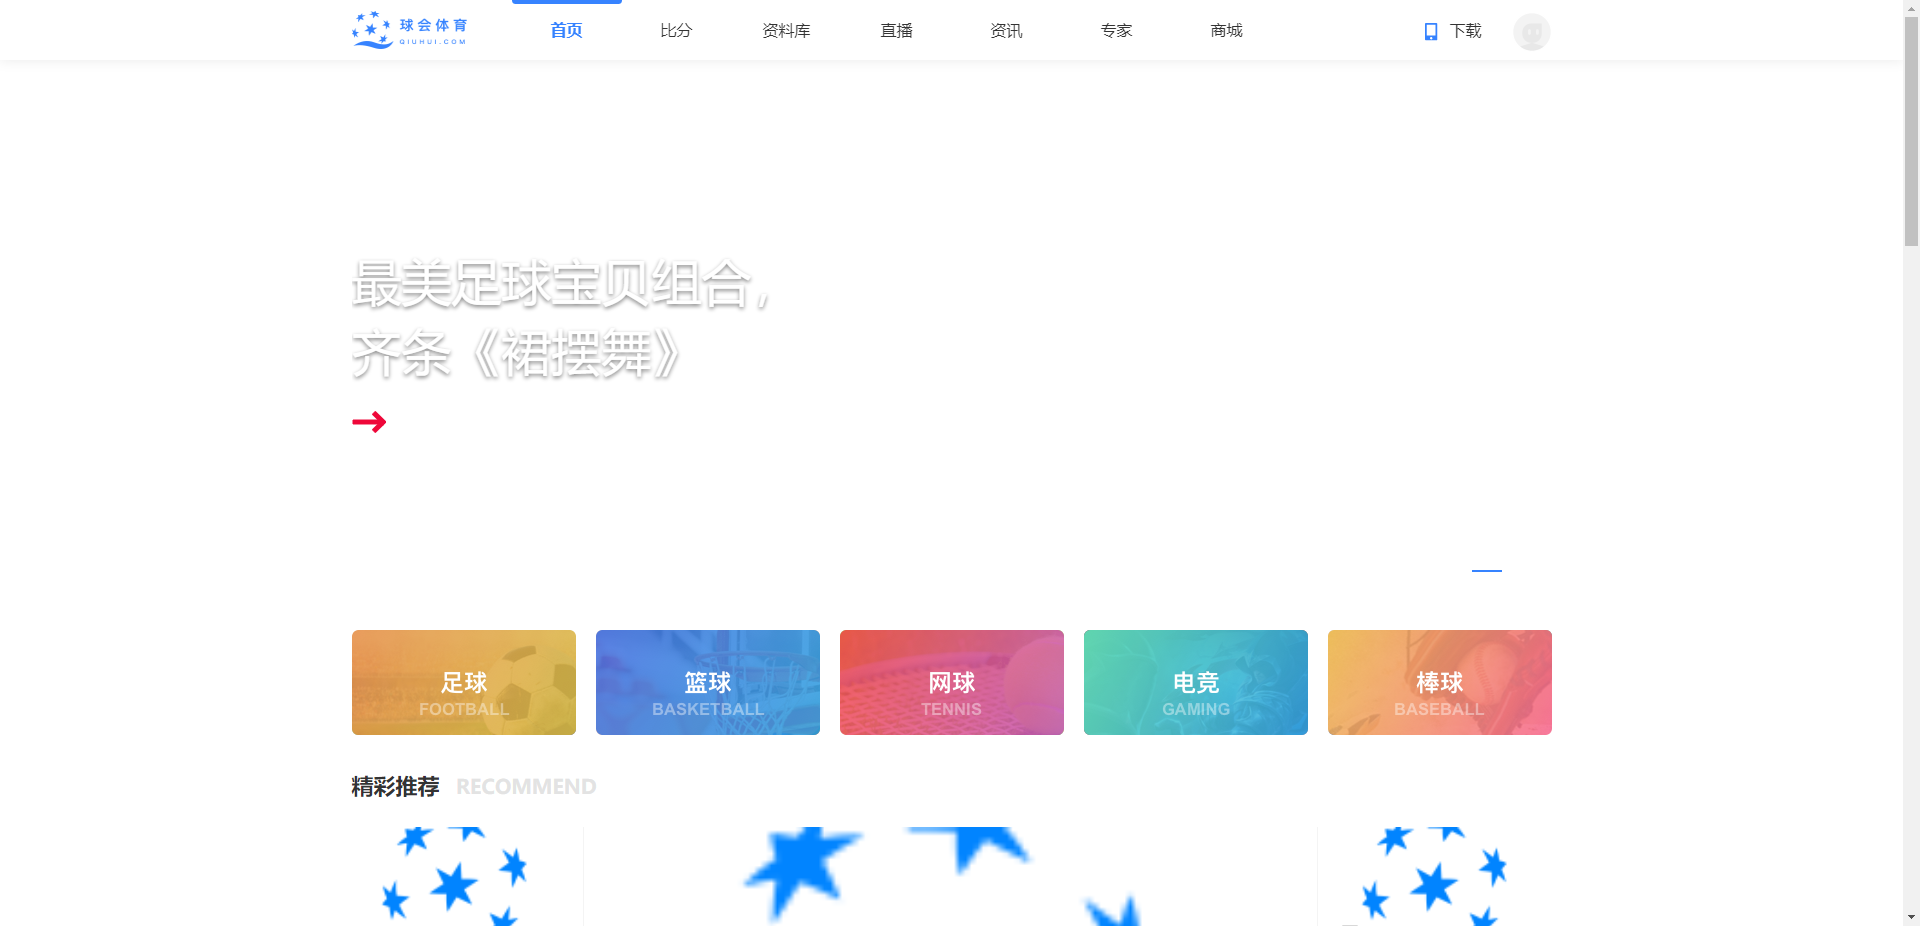 球会体育
QIUHUI.COM
首页 比分 资料库 直播 资讯 专家 商城 下载
最美足球宝贝组合，
齐条《裙摆舞》
足球 篮球 网球 电竞 棒球
FOOTBALL BASKETBALL TENNIS GAMING BASEBALL
精彩推荐 RECOMMEND